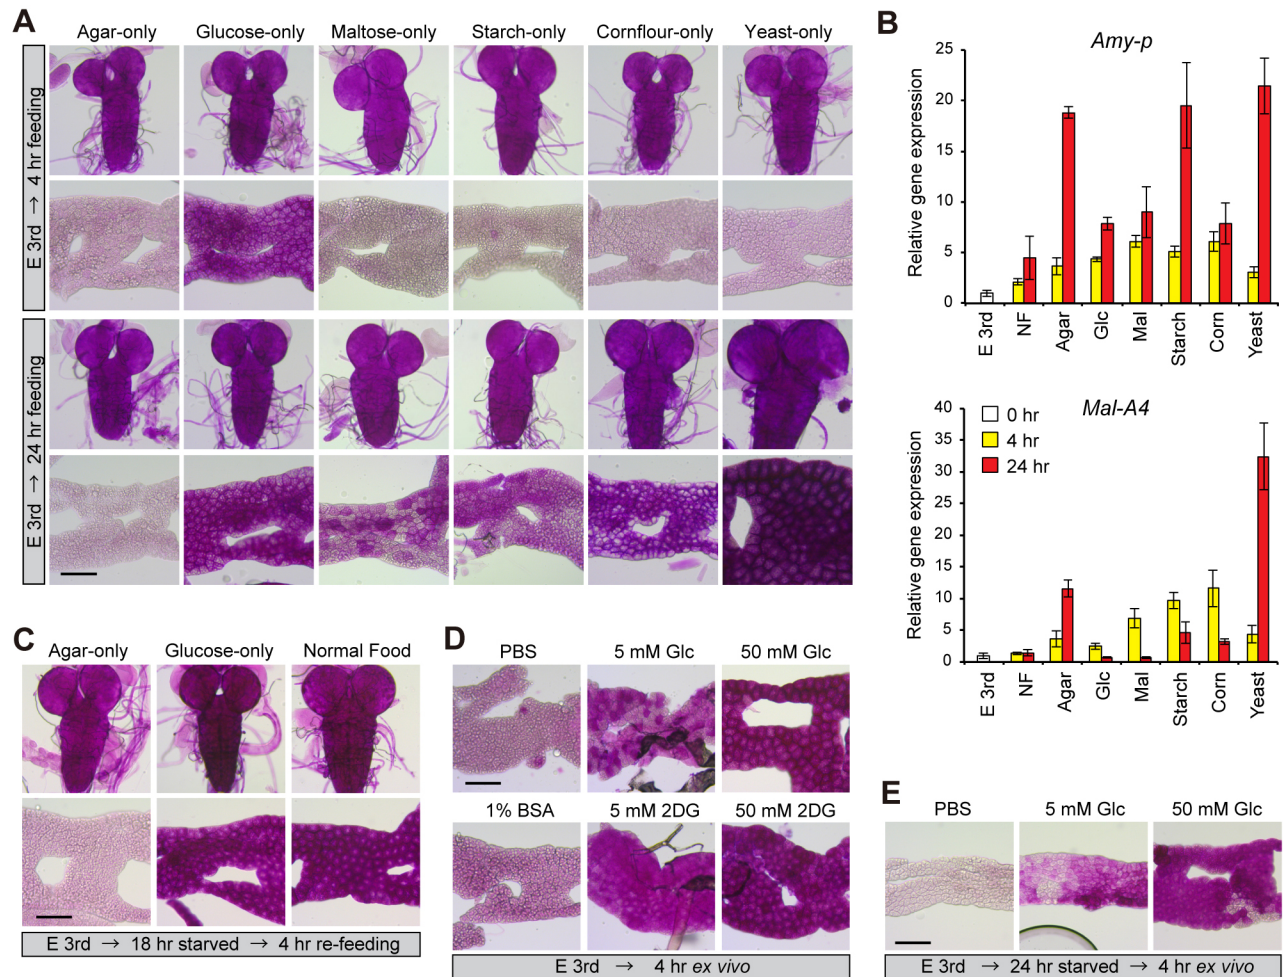 A
Agar-only Glucose-only Maltose-only Starch-only Cornflour-only Yeast-only
E 3rd → 4 hr feeding
E 3rd → 24 hr feeding
B
Amy-p
Relative gene expression
25
20
15
10
5
0
E 3rd NF Agar Glc Mal Starch Corn Yeast
Mal-A4
Relative gene expression
40
35
30
25
20
15
10
5
0
0 hr
4 hr
24 hr
E 3rd NF Agar Glc Mal Starch Corn Yeast
C
Agar-only Glucose-only Normal Food
E 3rd → 18 hr starved → 4 hr re-feeding
D
PBS 5 mM Glc 50 mM Glc
1% BSA 5 mM 2DG 50 mM 2DG
E 3rd → 4 hr ex vivo
E
PBS 5 mM Glc 50 mM Glc
E 3rd → 24 hr starved → 4 hr ex vivo